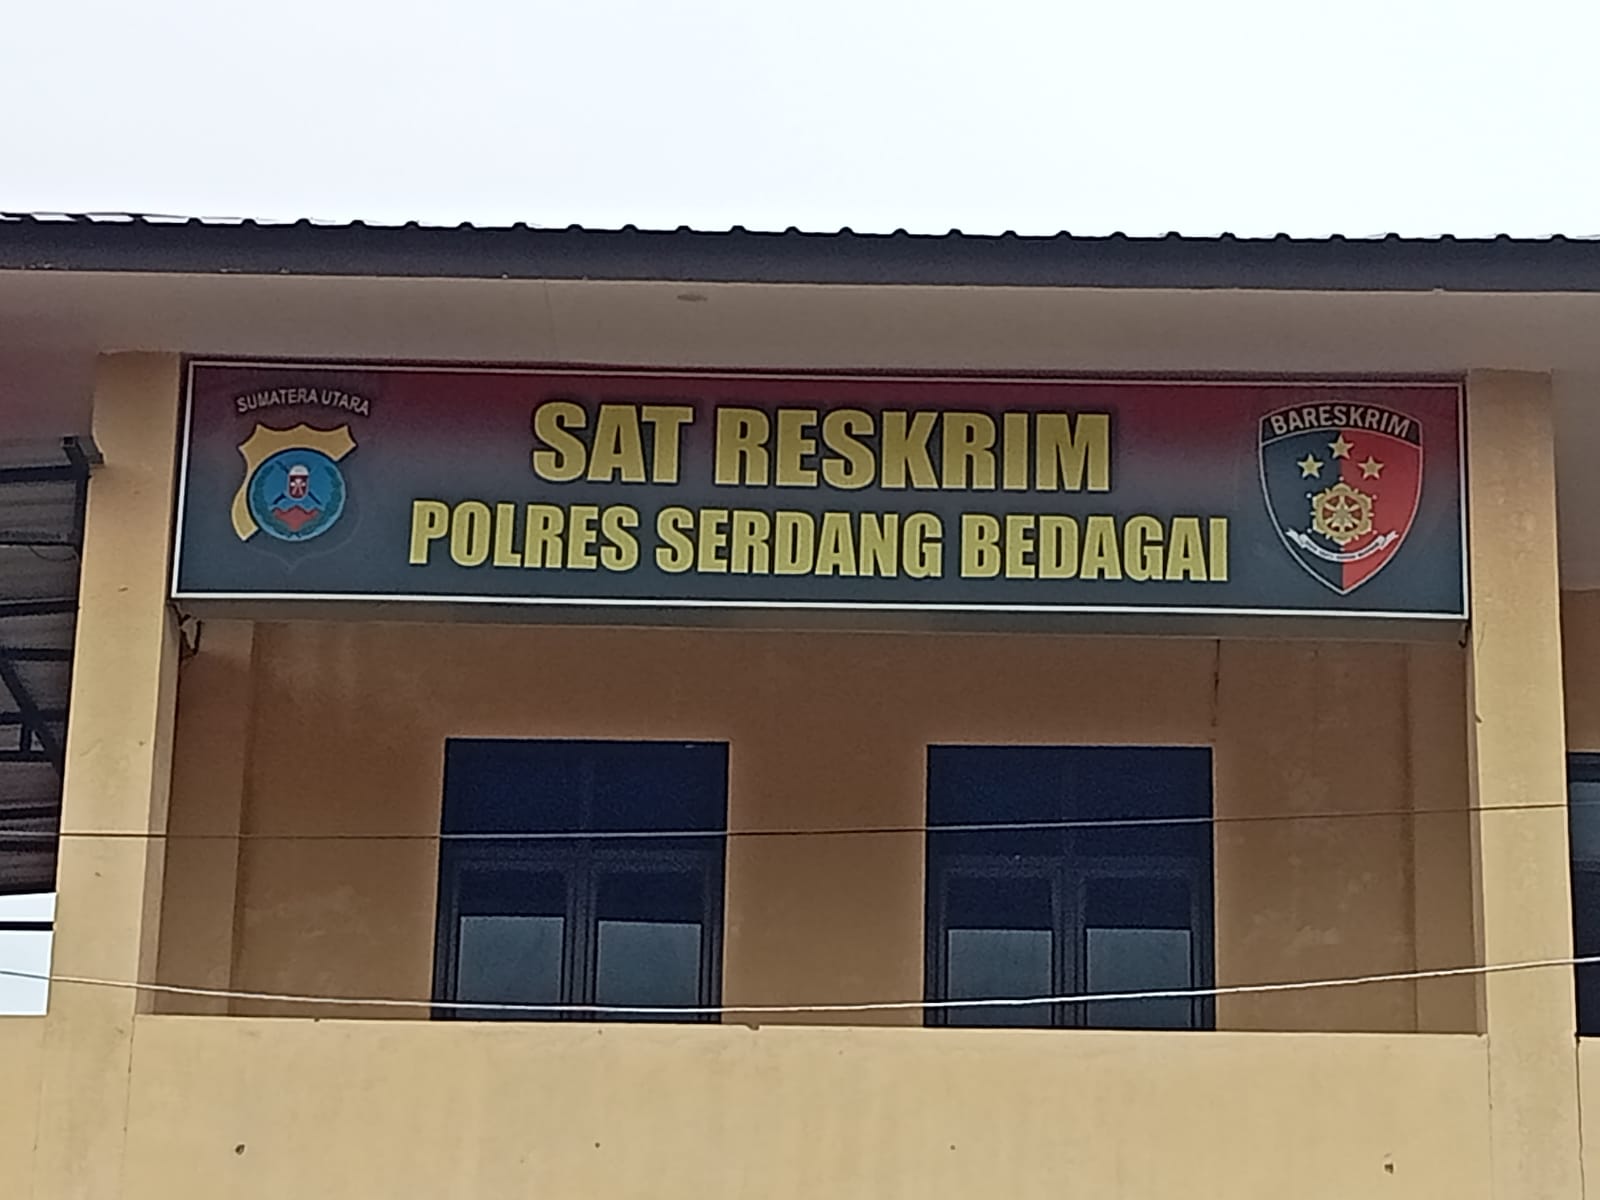 SUMATERA UTARA
SAT RESKRIM
POLRES SERDANG BEDAGAI
BARESKRIM